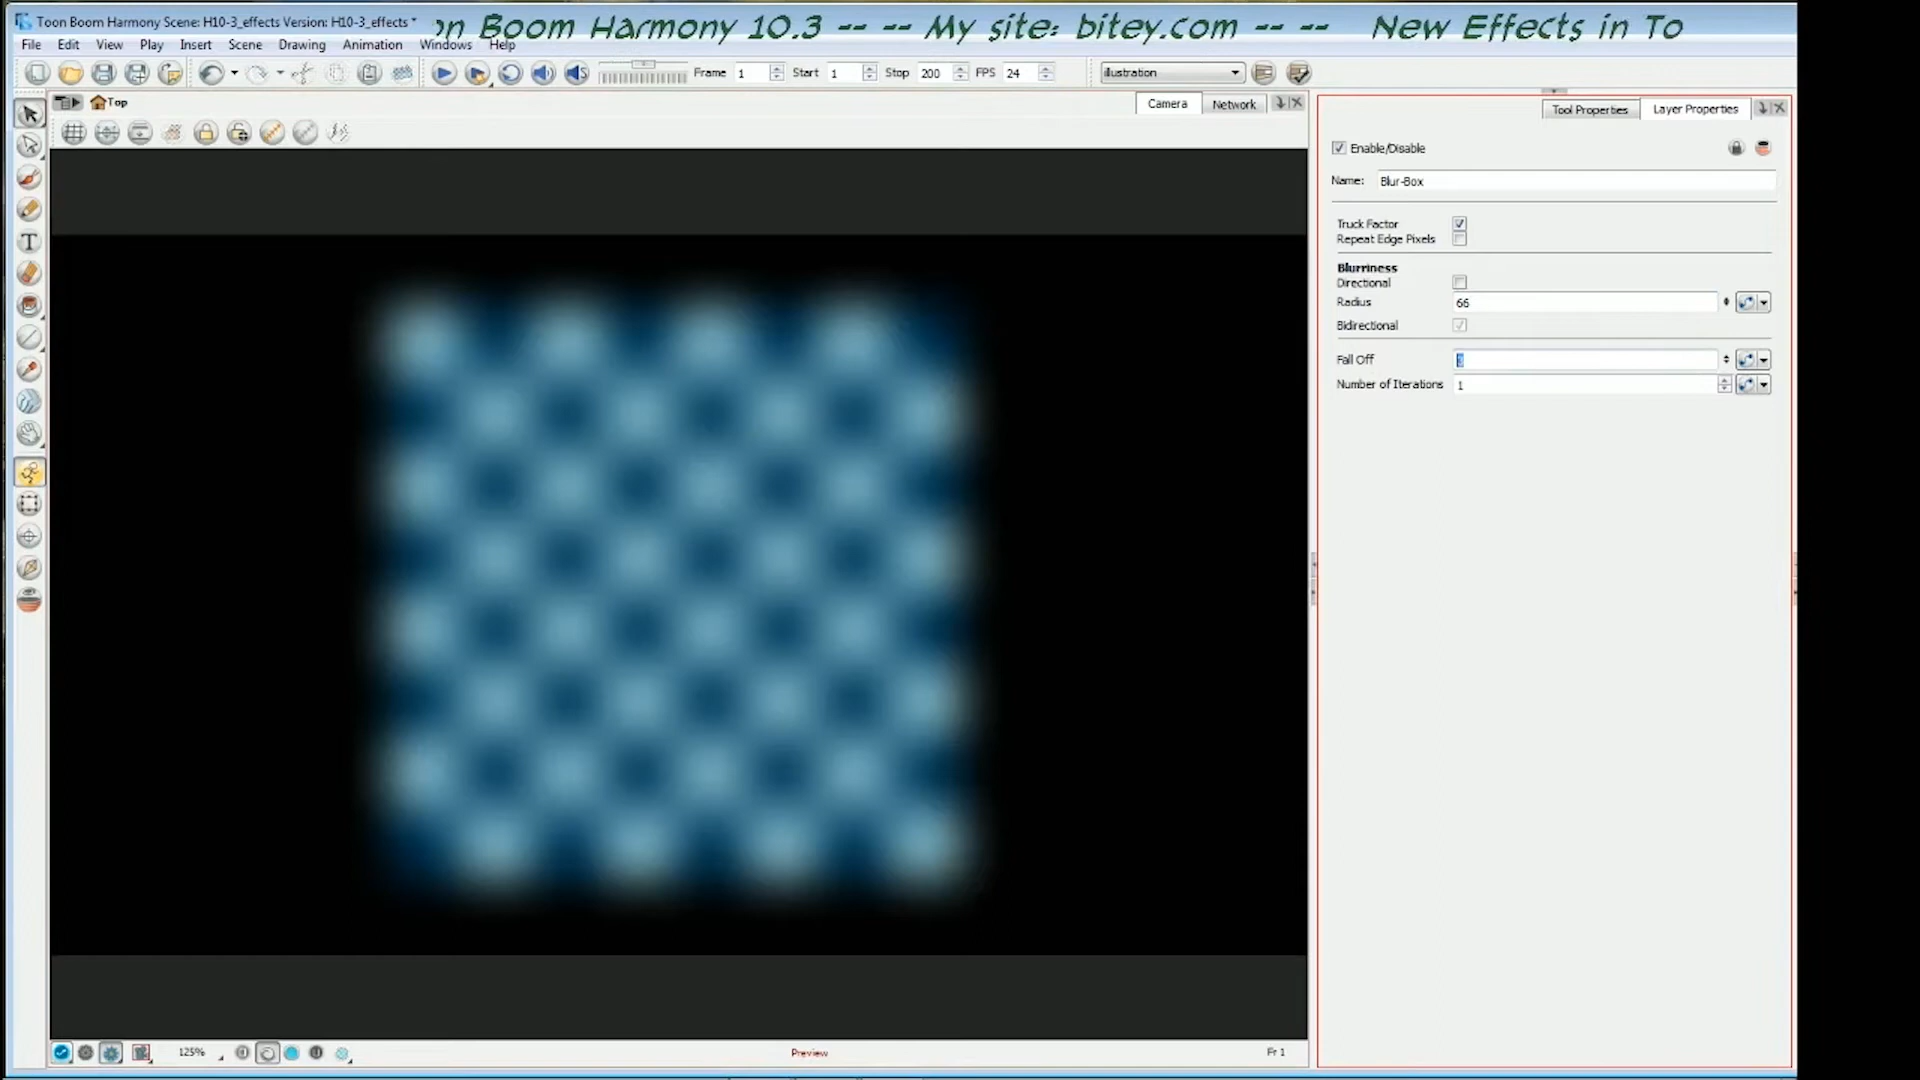 Toon Boom Harmony Scene: H10-3_effects Version: H10-3_effects *
on Boom Harmony 10.3 -- -- My site: bitey.com -- -- New Effects in To
File Edit View Play Insert Scene Drawing Animation Windows Help
Frame 1 Start 1 Stop 200 FPS 24 illustration
Top Camera Network
Tool Properties Layer Properties
Enable/Disable
Name: Blur-Box
Truck Factor
Repeat Edge Pixels
Blurriness
Directional
Radius 66
Bidirectional
Fall Off
Number of Iterations 1
125% Preview Fr 1